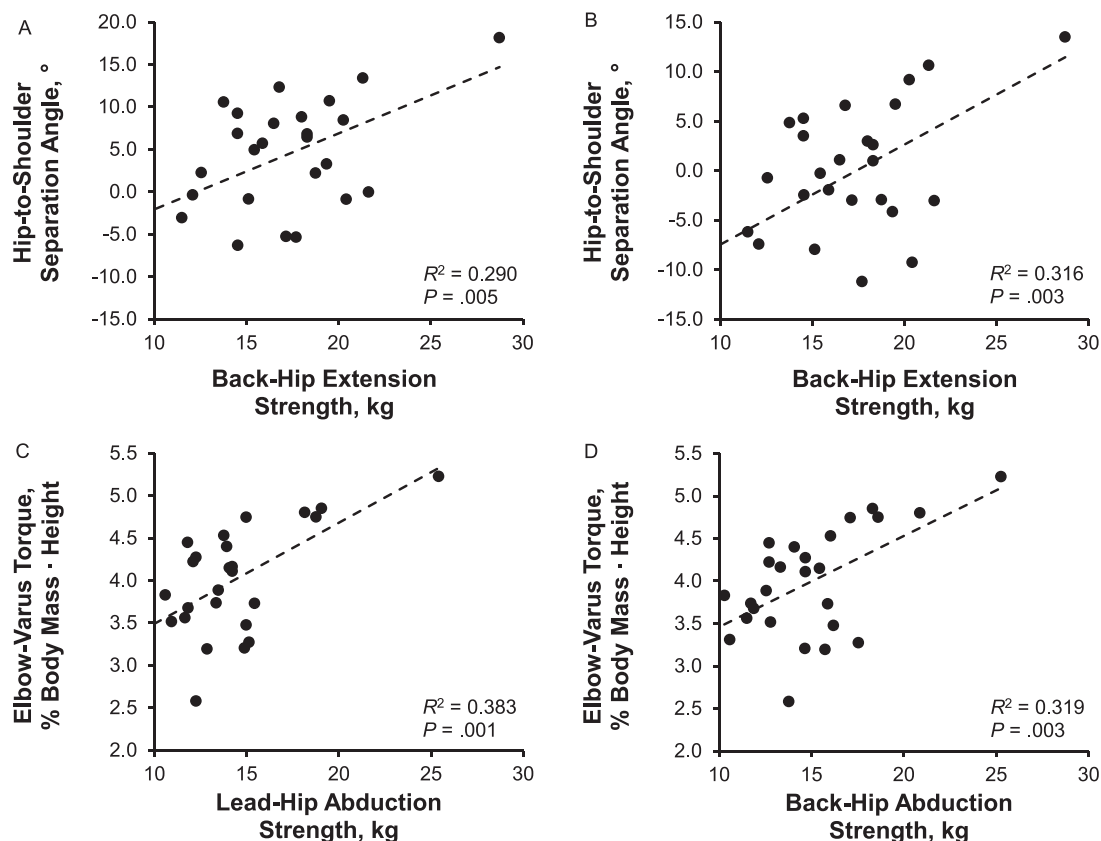 A
Hip-to-Shoulder
Separation Angle, °
20.0
15.0
10.0
5.0
0.0
-5.0
-10.0
-15.0
10 15 20 25 30
R² = 0.290
P = .005
Back-Hip Extension
Strength, kg
B
Hip-to-Shoulder
Separation Angle, °
15.0
10.0
5.0
0.0
-5.0
-10.0
-15.0
10 15 20 25 30
R² = 0.316
P = .003
Back-Hip Extension
Strength, kg
C
Elbow-Varus Torque,
% Body Mass · Height
5.5
5.0
4.5
4.0
3.5
3.0
2.5
2.0
10 15 20 25 30
R² = 0.383
P = .001
Lead-Hip Abduction
Strength, kg
D
Elbow-Varus Torque,
% Body Mass · Height
5.5
5.0
4.5
4.0
3.5
3.0
2.5
2.0
10 15 20 25 30
R² = 0.319
P = .003
Back-Hip Abduction
Strength, kg